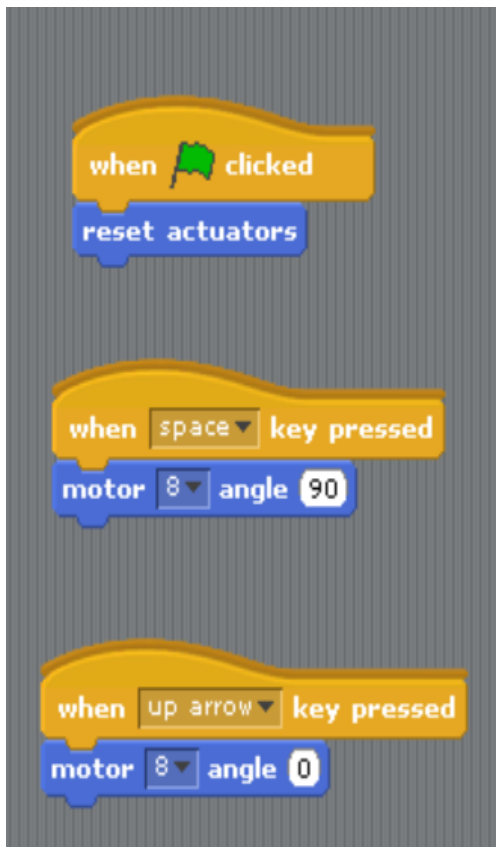 when clicked
reset actuators
when space key pressed
motor 8 angle 90
when up arrow key pressed
motor 8 angle 0